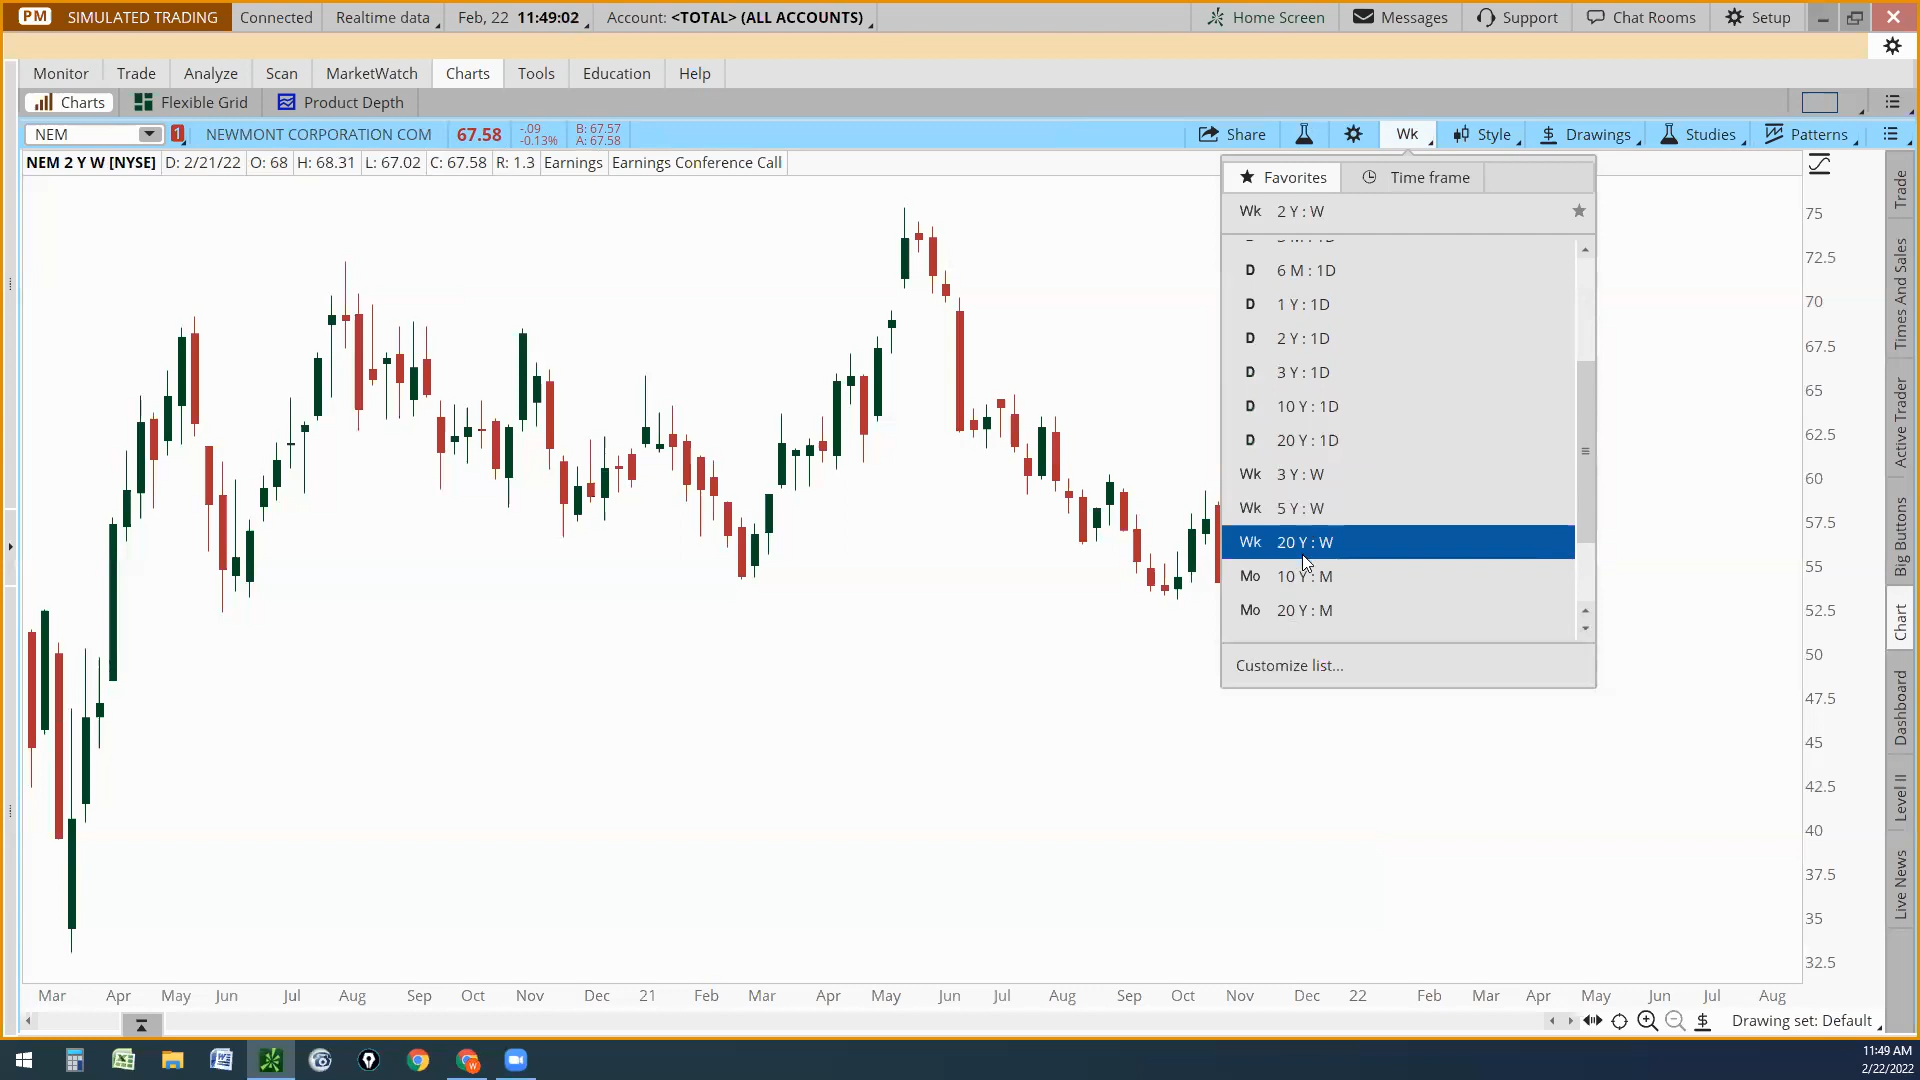 PM SIMULATED TRADING Connected Realtime data Feb, 22 11:49:02 Account: <TOTAL> (ALL ACCOUNTS) Home Screen Messages Support Chat Rooms Setup
Monitor Trade Analyze Scan MarketWatch Charts Tools Education Help
Charts Flexible Grid Product Depth
NEM 1 NEWMONT CORPORATION COM 67.58 -.09 -0.13% B: 67.57 A: 67.58 Share Wk Style Drawings Studies Patterns
NEM 2 Y W [NYSE] D: 2/21/22 O: 68 H: 68.31 L: 67.02 C: 67.58 R: 1.3 Earnings Earnings Conference Call
Favorites Time frame
Wk 2 Y : W
D 6 M : 1D
D 1 Y : 1D
D 2 Y : 1D
D 3 Y : 1D
D 10 Y : 1D
D 20 Y : 1D
Wk 3 Y : W
Wk 5 Y : W
Wk 20 Y : W
Mo 10 Y : M
Mo 20 Y : M
Customize list...
75
72.5
70
67.5
65
62.5
60
57.5
55
52.5
50
47.5
45
42.5
40
37.5
35
32.5
Trade
Times And Sales
Active Trader
Big Buttons
Chart
Dashboard
Level II
Live News
Mar Apr May Jun Jul Aug Sep Oct Nov Dec 21 Feb Mar Apr May Jun Jul Aug Sep Oct Nov Dec 22 Feb Mar Apr May Jun Jul Aug
Drawing set: Default
11:49 AM
2/22/2022